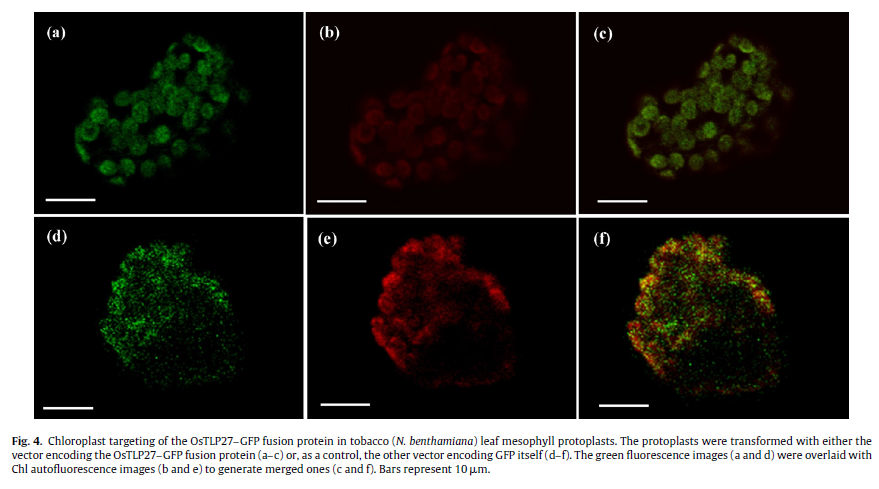 (a)
(b)
(c)
(d)
(e)
(f)
Fig. 4. Chloroplast targeting of the OsTLP27–GFP fusion protein in tobacco (N. benthamiana) leaf mesophyll protoplasts. The protoplasts were transformed with either the
vector encoding the OsTLP27–GFP fusion protein (a–c) or, as a control, the other vector encoding GFP itself (d–f). The green fluorescence images (a and d) were overlaid with
Chl autofluorescence images (b and e) to generate merged ones (c and f). Bars represent 10 μm.